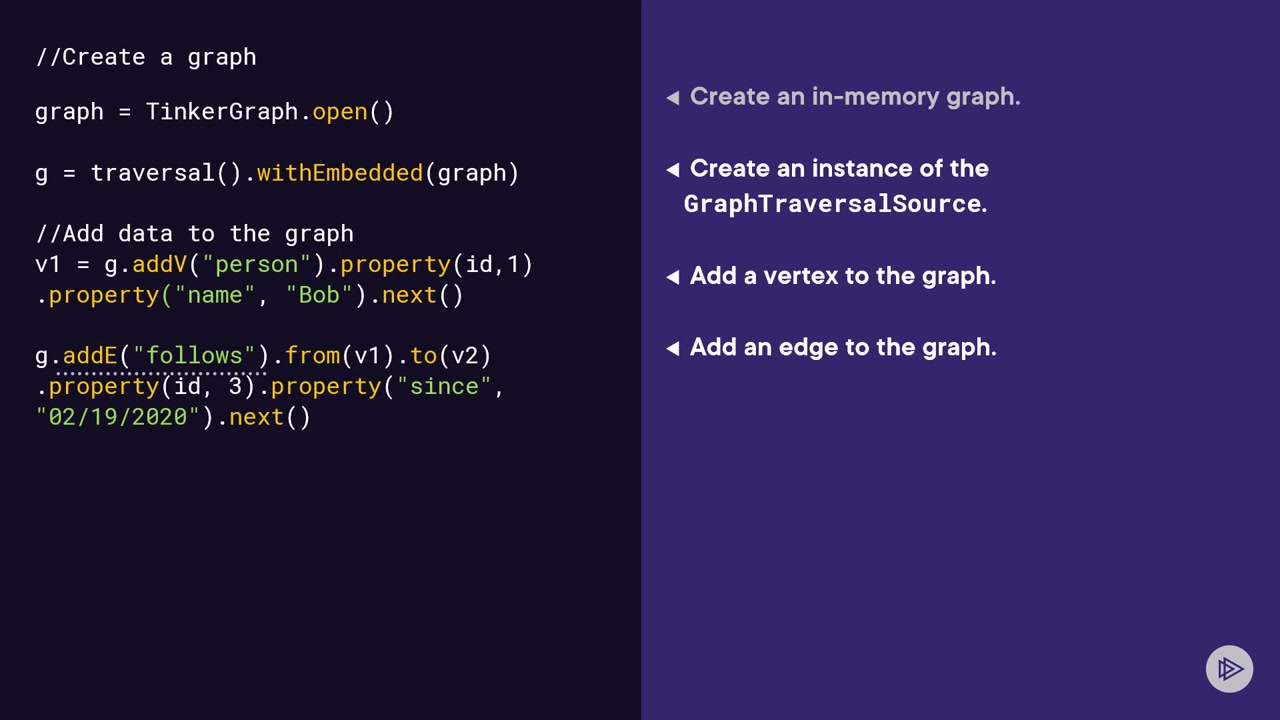 //Create a graph
graph = TinkerGraph.open()
g = traversal().withEmbedded(graph)
//Add data to the graph
v1 = g.addV("person").property(id,1)
.property("name", "Bob").next()
g.addE("follows").from(v1).to(v2)
.property(id, 3).property("since",
"02/19/2020").next()
◀ Create an in-memory graph.
◀ Create an instance of the
GraphTraversalSource.
◀ Add a vertex to the graph.
◀ Add an edge to the graph.